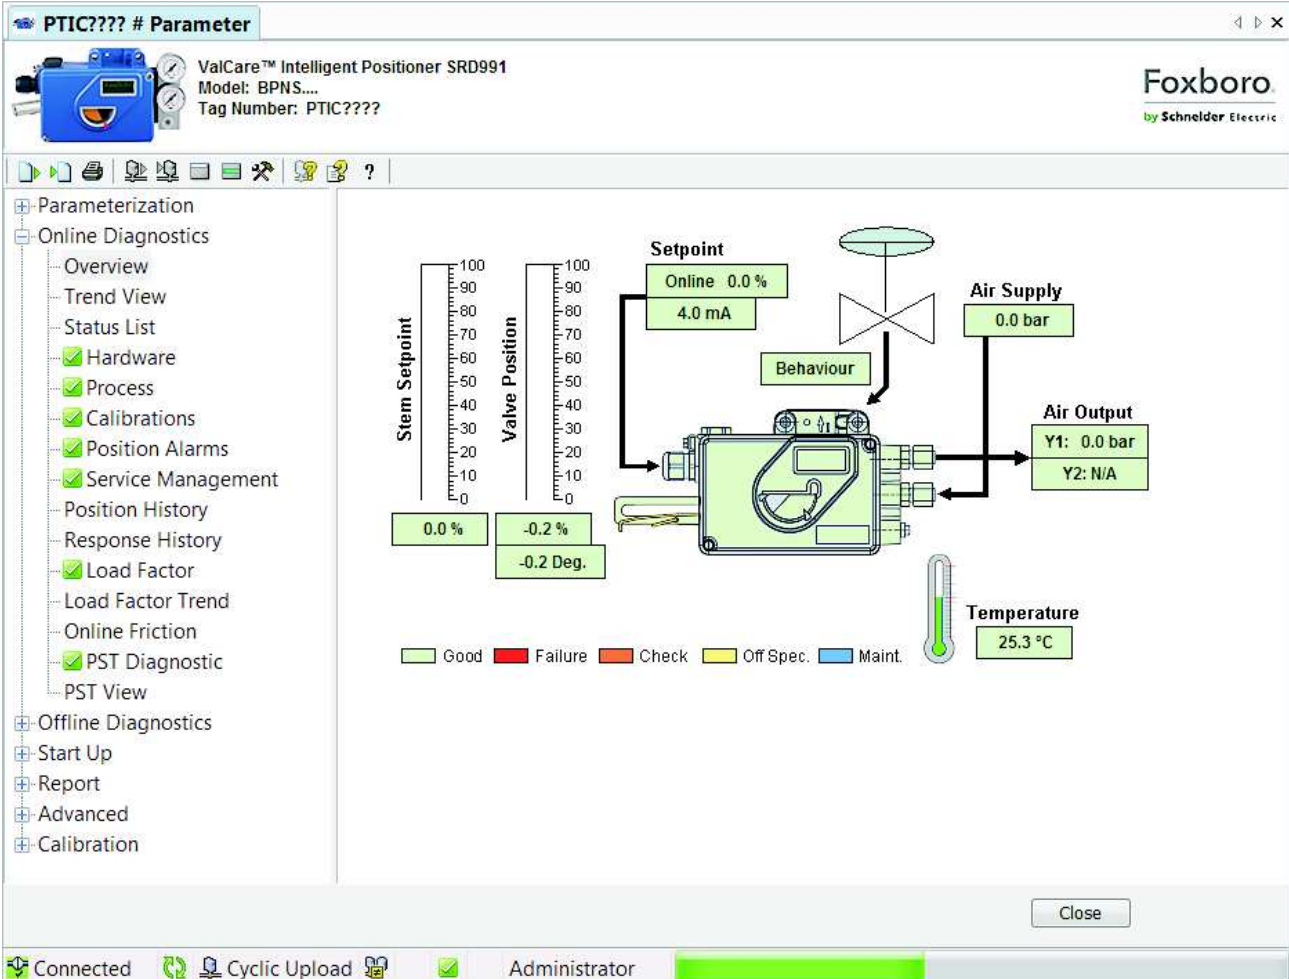 PTIC???? # Parameter
ValCare™ Intelligent Positioner SRD991
Model: BPNS....
Tag Number: PTIC????
Foxboro.
by Schneider Electric
?
Parameterization
Online Diagnostics
Overview
Trend View
Status List
Hardware
Process
Calibrations
Position Alarms
Service Management
Position History
Response History
Load Factor
Load Factor Trend
Online Friction
PST Diagnostic
PST View
Offline Diagnostics
Start Up
Report
Advanced
Calibration
Stem Setpoint
100
90
80
70
60
50
40
30
20
10
0
0.0 %
Valve Position
100
90
80
70
60
50
40
30
20
10
0
-0.2 %
-0.2 Deg.
Setpoint
Online 0.0 %
4.0 mA
Behaviour
Air Supply
0.0 bar
Air Output
Y1: 0.0 bar
Y2: N/A
Temperature
25.3 °C
Good Failure Check Off Spec. Maint.
Close
Connected Cyclic Upload Administrator